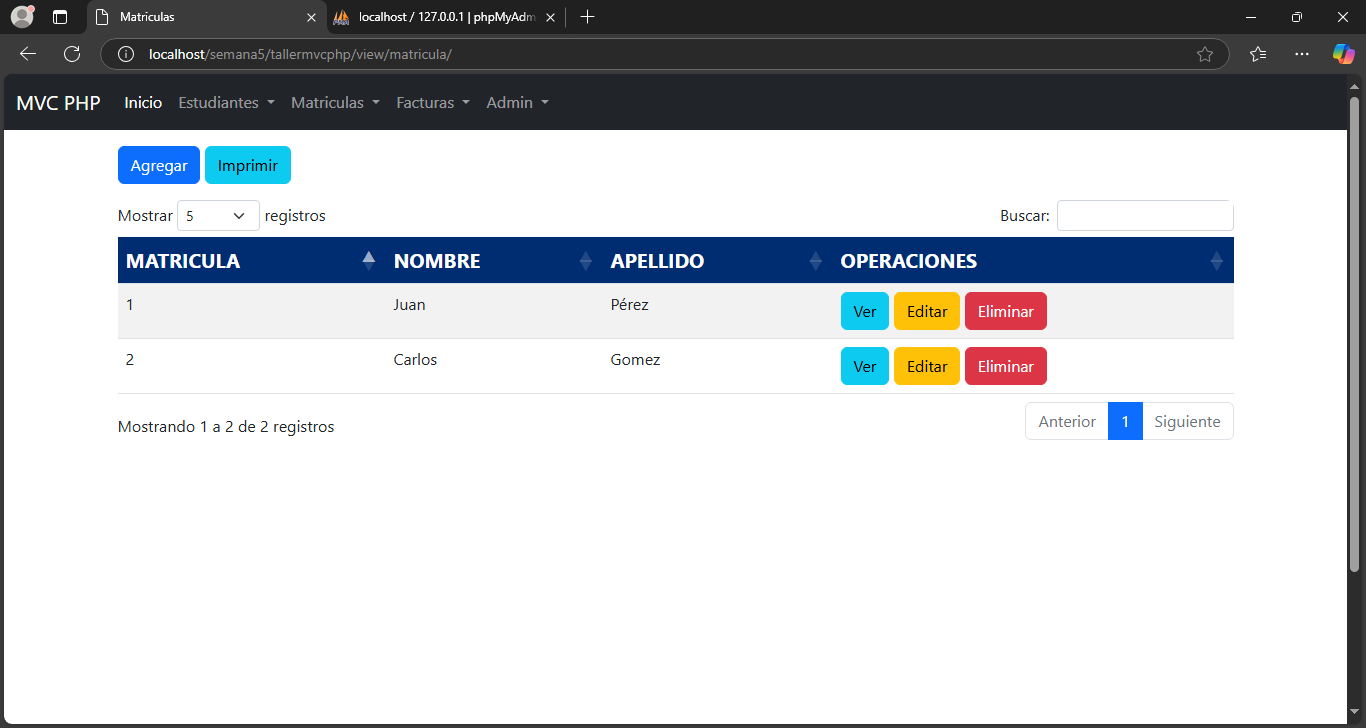 Matriculas
localhost / 127.0.0.1 | phpMyAdm
localhost/semana5/tallermvcphp/view/matricula/
MVC PHP Inicio Estudiantes Matriculas Facturas Admin
Agregar Imprimir
Mostrar 5 registros Buscar:
MATRICULA NOMBRE APELLIDO OPERACIONES
1 Juan Pérez Ver Editar Eliminar
2 Carlos Gomez Ver Editar Eliminar
Mostrando 1 a 2 de 2 registros Anterior 1 Siguiente